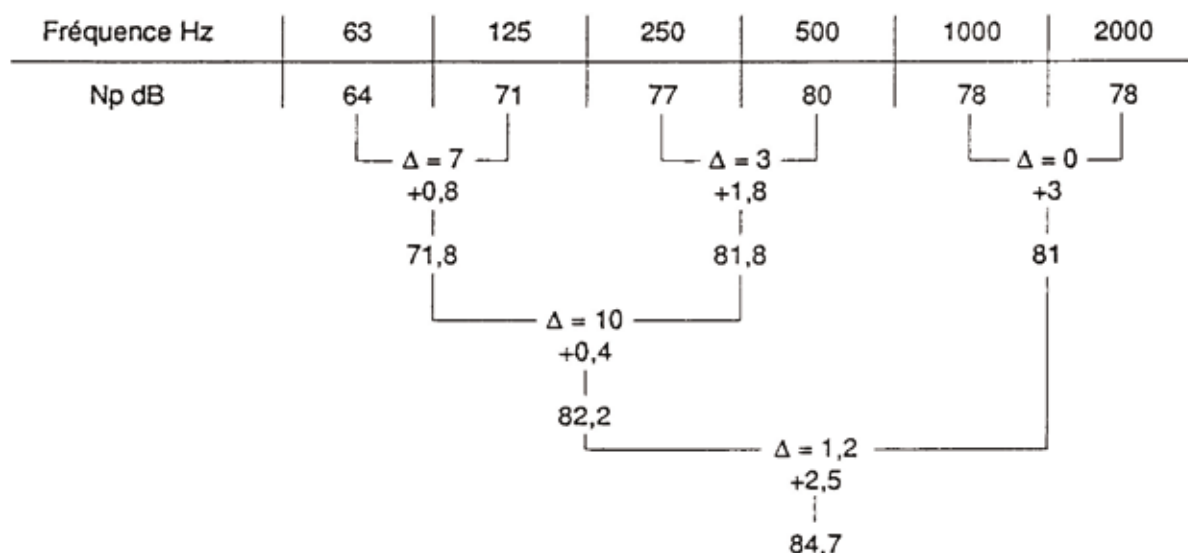 Fréquence Hz 63 125 250 500 1000 2000
Np dB 64 71 77 80 78 78
Δ = 7 Δ = 3 Δ = 0
+0,8 +1,8 +3
71,8 81,8 81
Δ = 10
+0,4
82,2
Δ = 1,2
+2,5
84,7